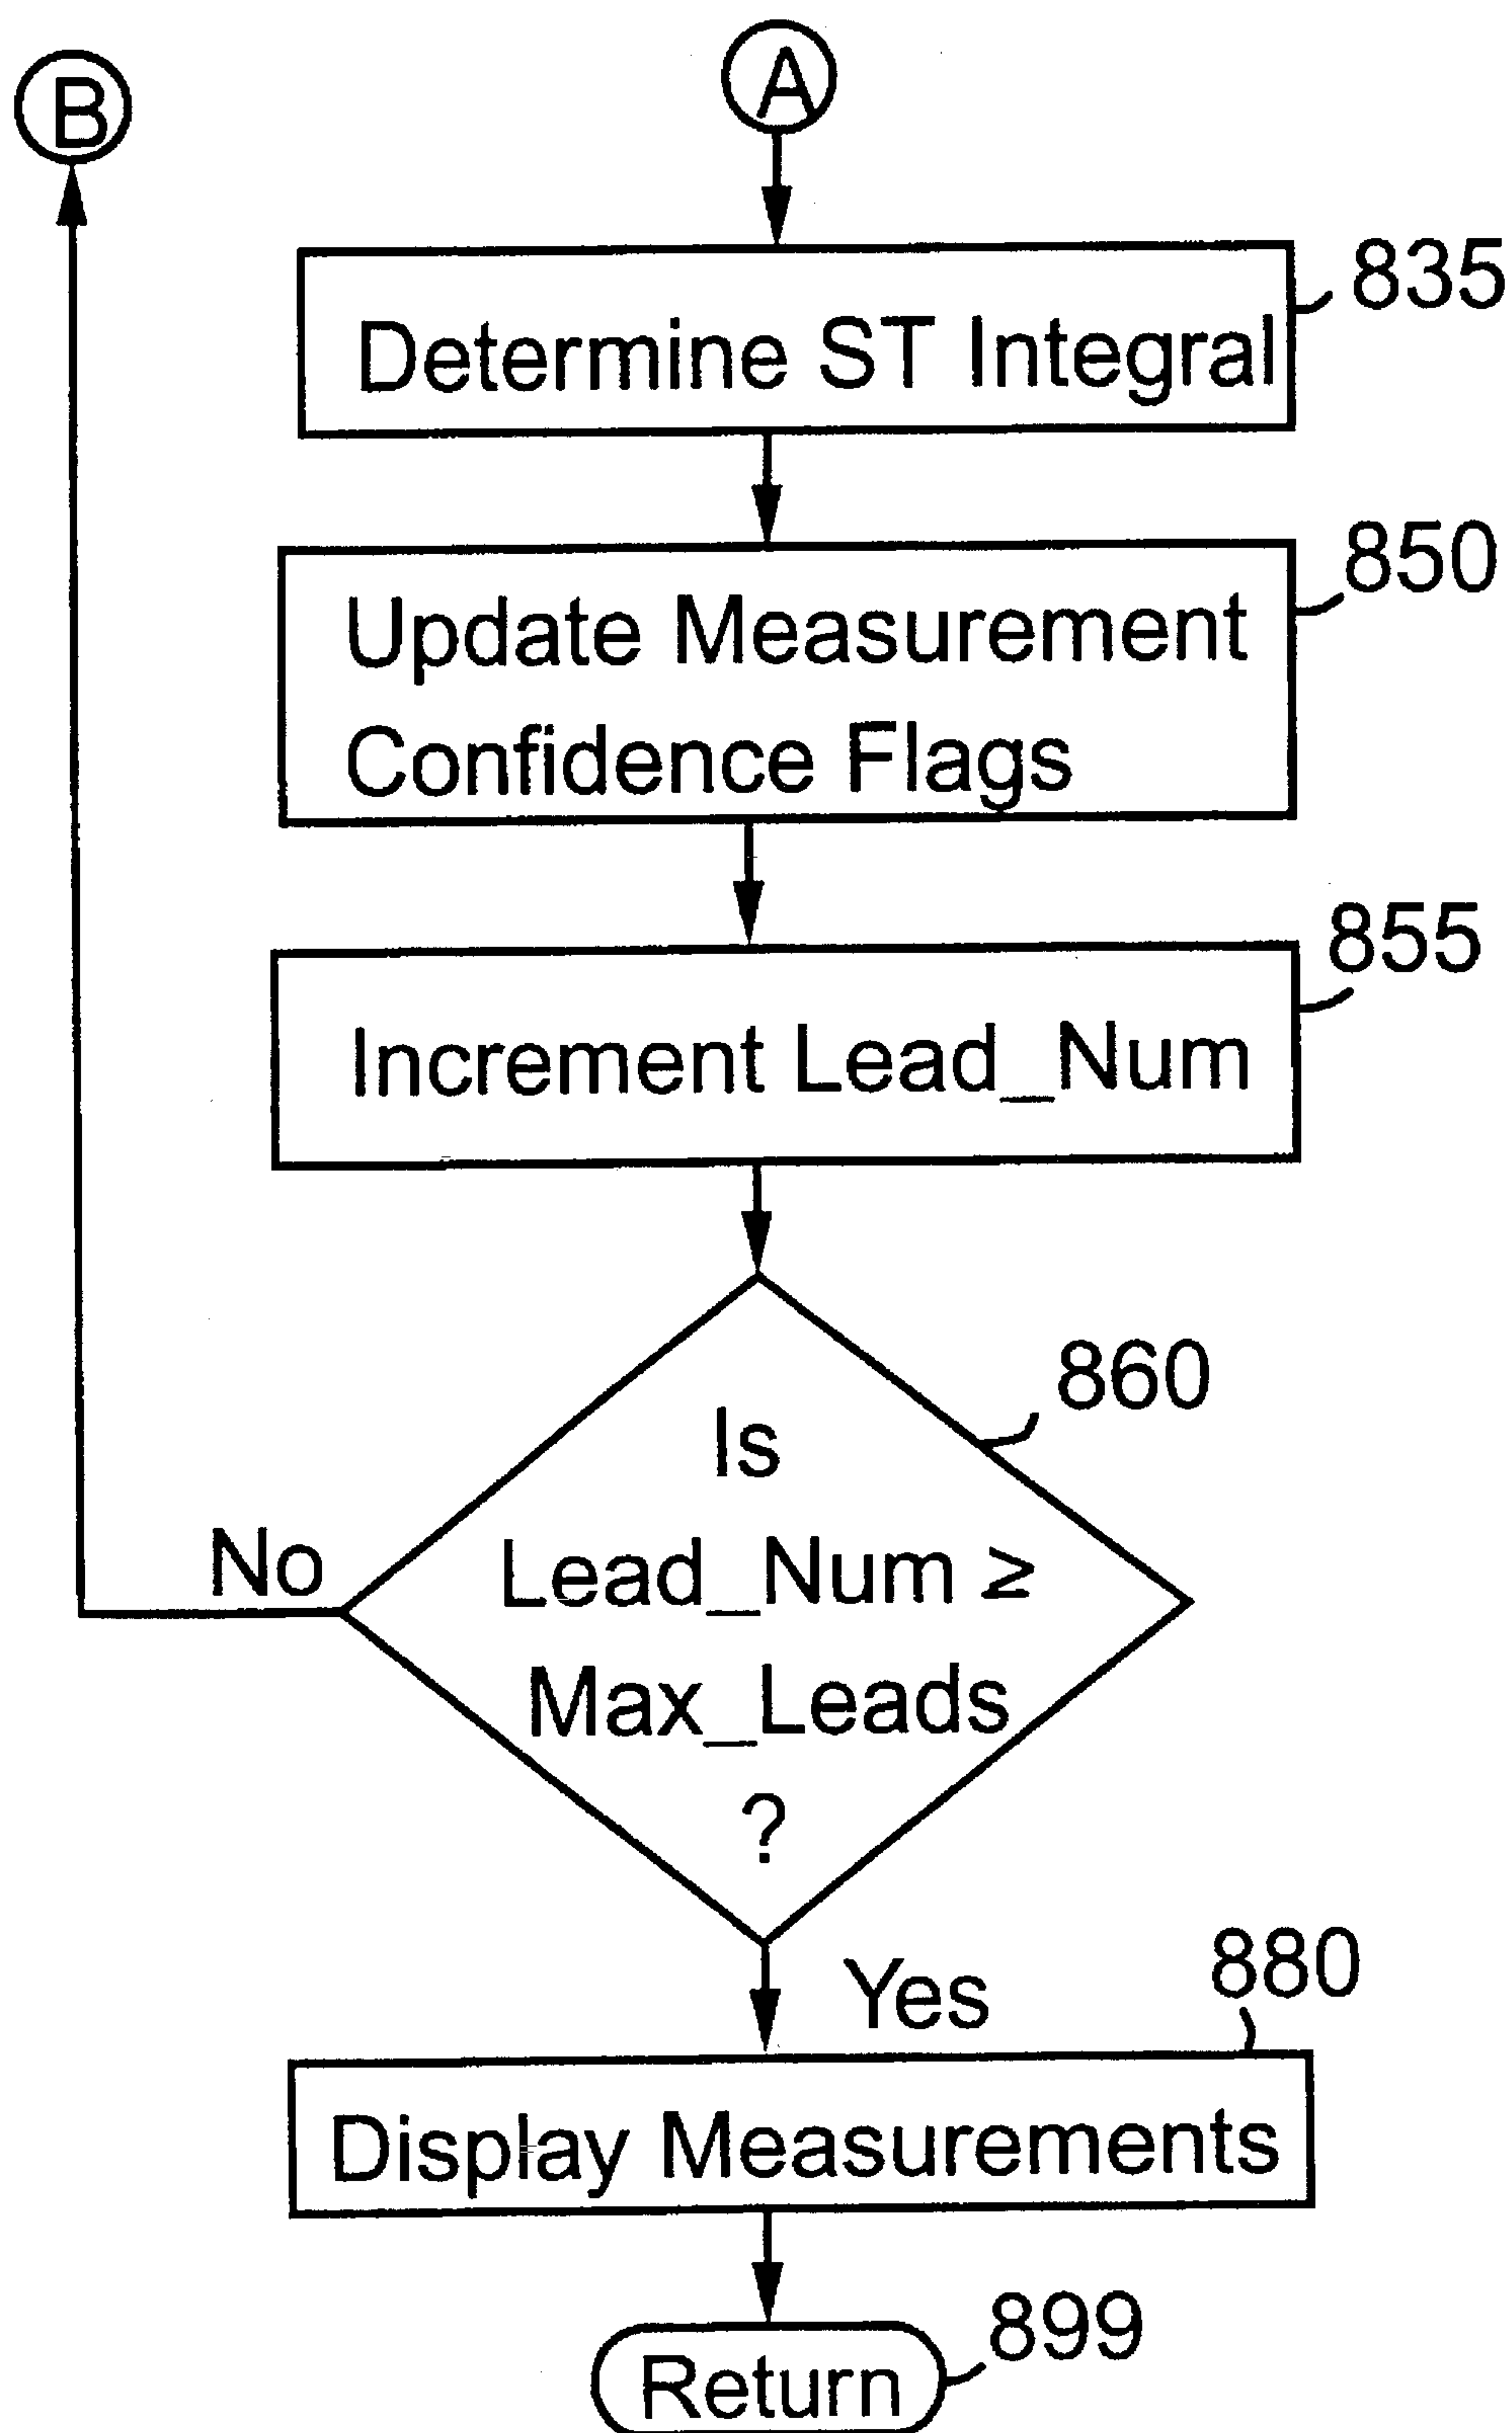 B
A
835
Determine ST Integral
850
Update Measurement
Confidence Flags
855
Increment Lead_Num
860
Is
Lead_Num ≥
Max_Leads
?
No
Yes
880
Display Measurements
899
Return